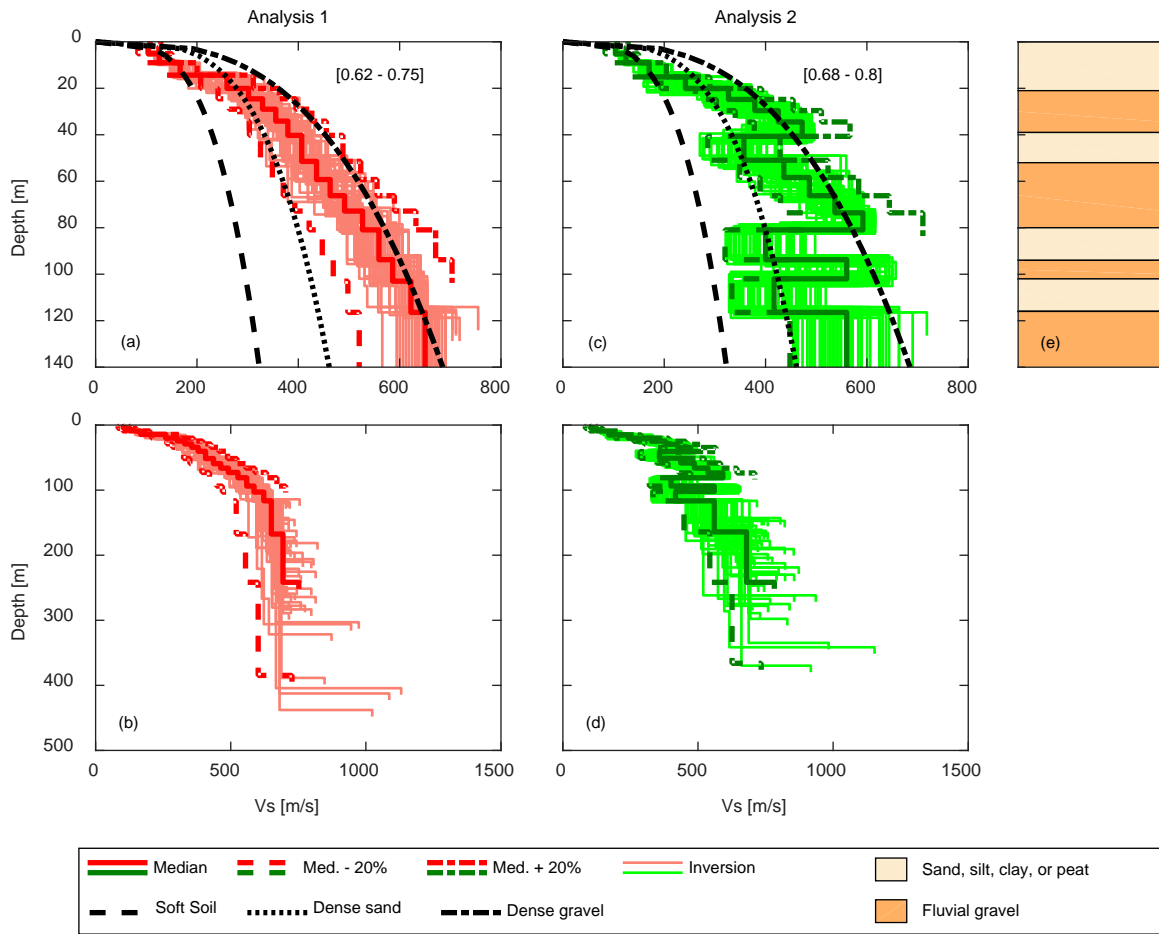 Analysis 1
Analysis 2
0
20
40
60
80
100
120
140
Depth [m]
[0.62 - 0.75]
(a)
0 200 400 600 800
[0.68 - 0.8]
(c)
0 200 400 600 800
(e)
0
100
200
300
400
500
Depth [m]
(b)
0 500 1000 1500
Vs [m/s]
(d)
0 500 1000 1500
Vs [m/s]
Median Med. - 20% Med. + 20% Inversion Sand, silt, clay, or peat
Soft Soil Dense sand Dense gravel Fluvial gravel